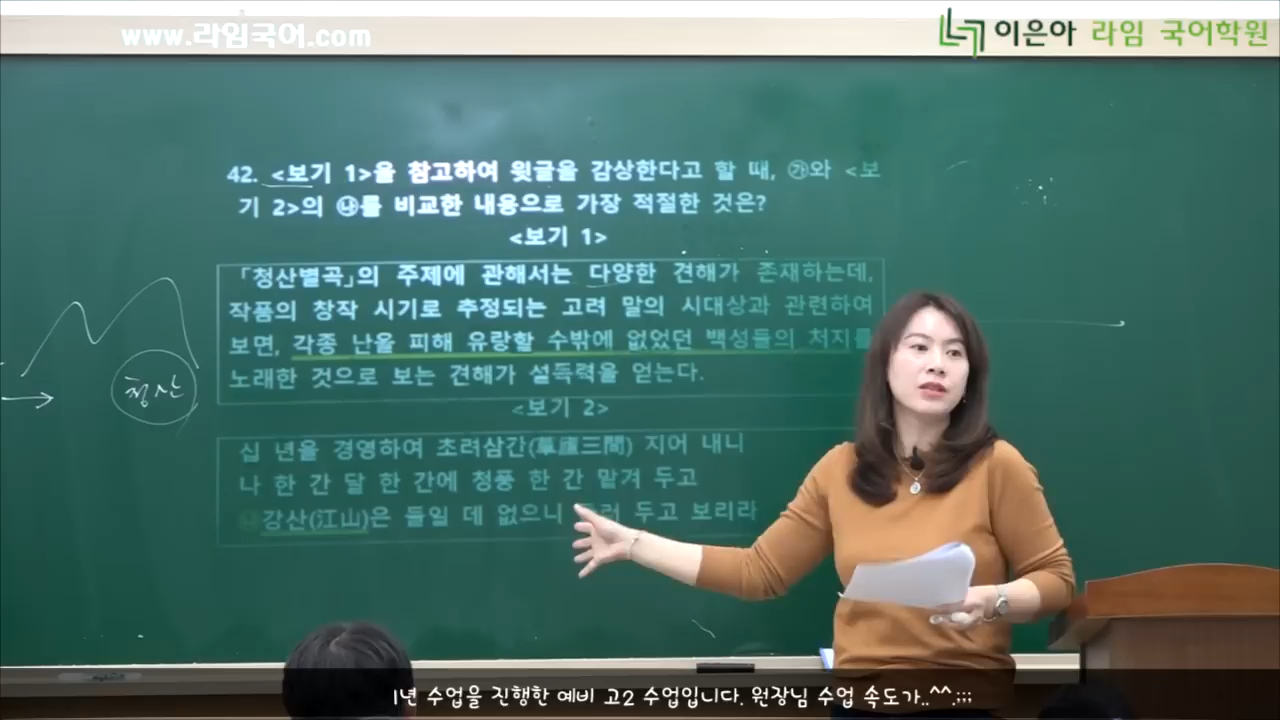 www.라임국어.com
이은아 라임 국어학원
42. <보기 1>을 참고하여 윗글을 감상한다고 할 때, ㉮와 <보
기 2>의 ㉯를 비교한 내용으로 가장 적절한 것은?
<보기 1>
「청산별곡」의 주제에 관해서는 다양한 견해가 존재하는데,
작품의 창작 시기로 추정되는 고려 말의 시대상과 관련하여
보면, 각종 난을 피해 유랑할 수밖에 없었던 백성들의 처지를
노래한 것으로 보는 견해가 설득력을 얻는다.
청산
<보기 2>
십 년을 경영하여 초려삼간(草廬三間) 지어 내니
나 한 간 달 한 간에 청풍 한 간 맡겨 두고
㉯강산(江山)은 들일 데 없으니 두고 보리라
1년 수업을 진행한 예비 고2 수업입니다. 원장님 수업 속도가..^^.;;;